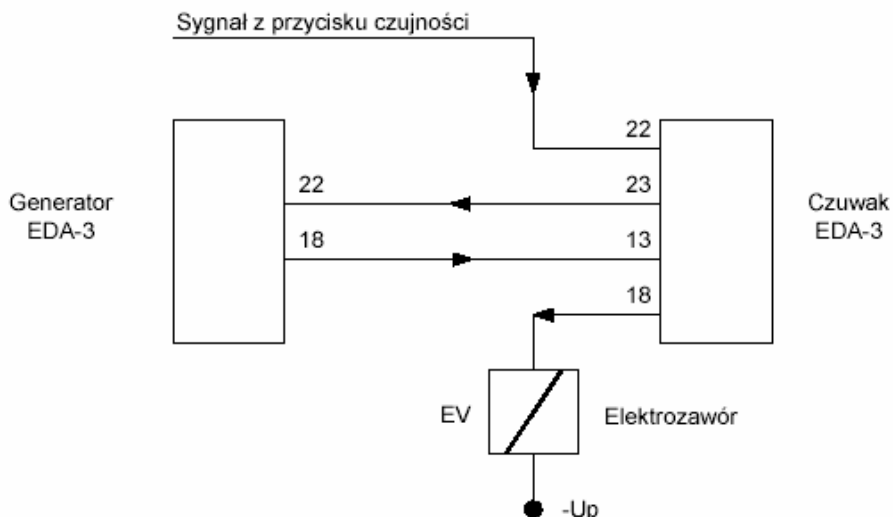 Sygnał z przycisku czujności
22
22
23
Generator
EDA-3
Czuwak
EDA-3
18
13
18
EV
Elektrozawór
-Up